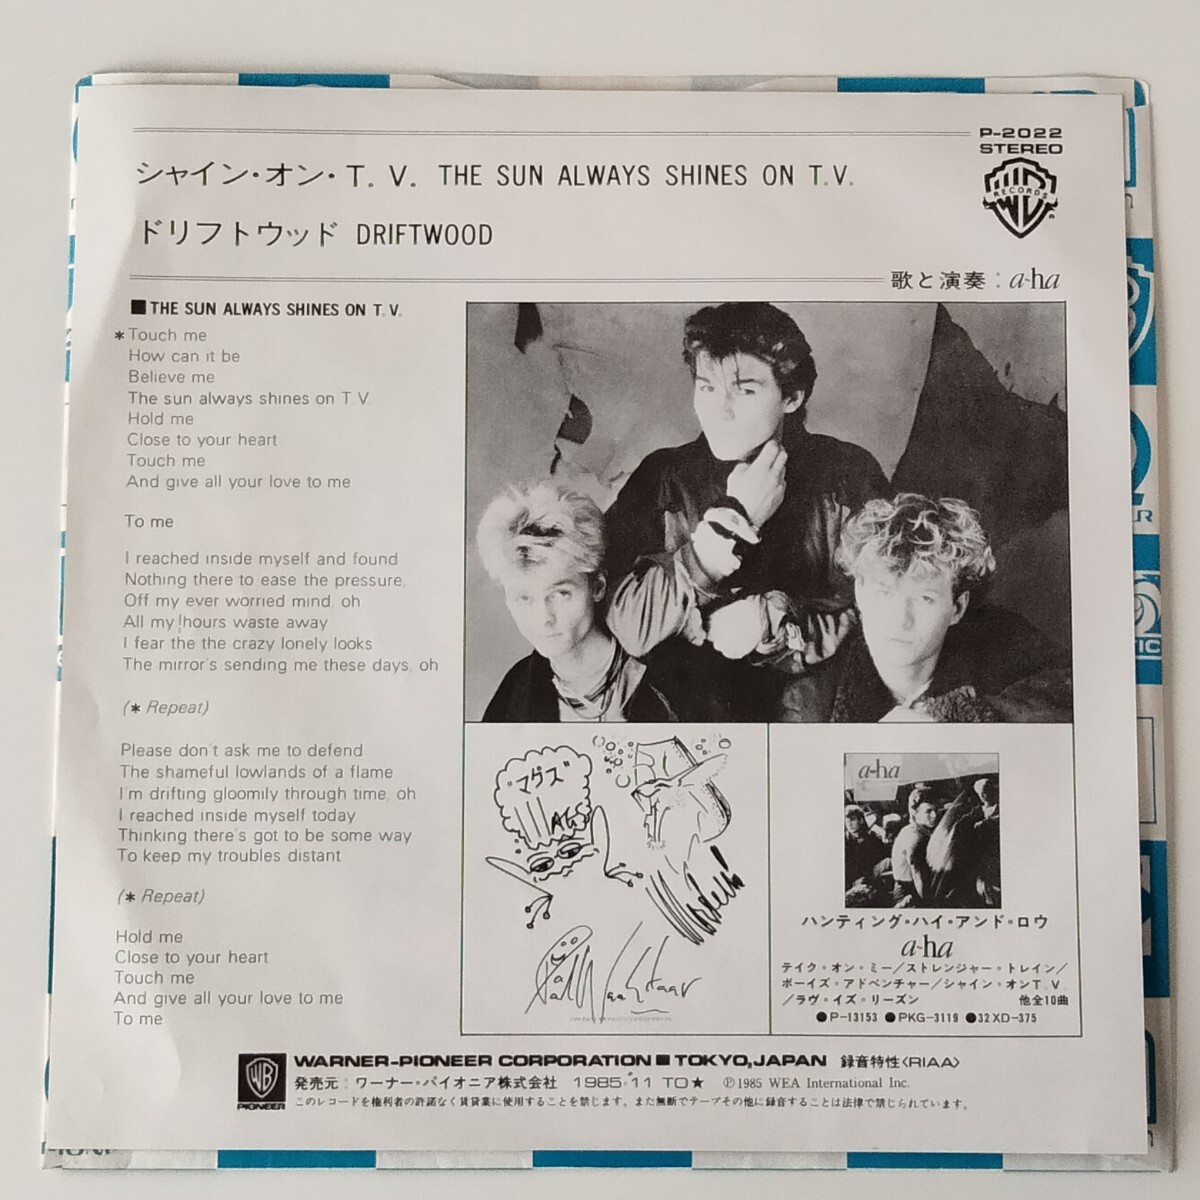 P-2022
STEREO
シャイン・オン・T. V. THE SUN ALWAYS SHINES ON T.V.
W RECORDS
ドリフトウッド DRIFTWOOD
歌と演奏：a-ha
■THE SUN ALWAYS SHINES ON T.V.
*Touch me
How can it be
Believe me
The sun always shines on T.V.
Hold me
Close to your heart
Touch me
And give all your love to me
To me
I reached inside myself and found
Nothing there to ease the pressure,
Off my ever worried mind, oh
All my hours waste away
I fear the the crazy lonely looks
The mirror's sending me these days, oh
(* Repeat)
Please don't ask me to defend
The shameful lowlands of a flame
I'm drifting gloomily through time, oh
I reached inside myself today
Thinking there's got to be some way
To keep my troubles distant
(* Repeat)
Hold me
Close to your heart
Touch me
And give all your love to me
To me
"マグス"
MAGS
a-ha
ハンティング・ハイ・アンド・ロウ
a-ha
テイク・オン・ミー/ストレンジャー・トレイン/
ボーイズ・アドベンチャー/シャイン・オンT.V.
/ラヴ・イズ・リーズン 他全10曲
●P-13153 ●PKG-3119 ●32XD-375
WB
PIONEER
WARNER-PIONEER CORPORATION ■ TOKYO, JAPAN 録音特性〈RIAA〉
発売元：ワーナー・パイオニア株式会社 1985·11 TO★ ℗1985 WEA International Inc.
このレコードを権利者の許諾なく賃貸業に使用することを禁じます。また無断でテープその他に録音することは法律で禁じられています。